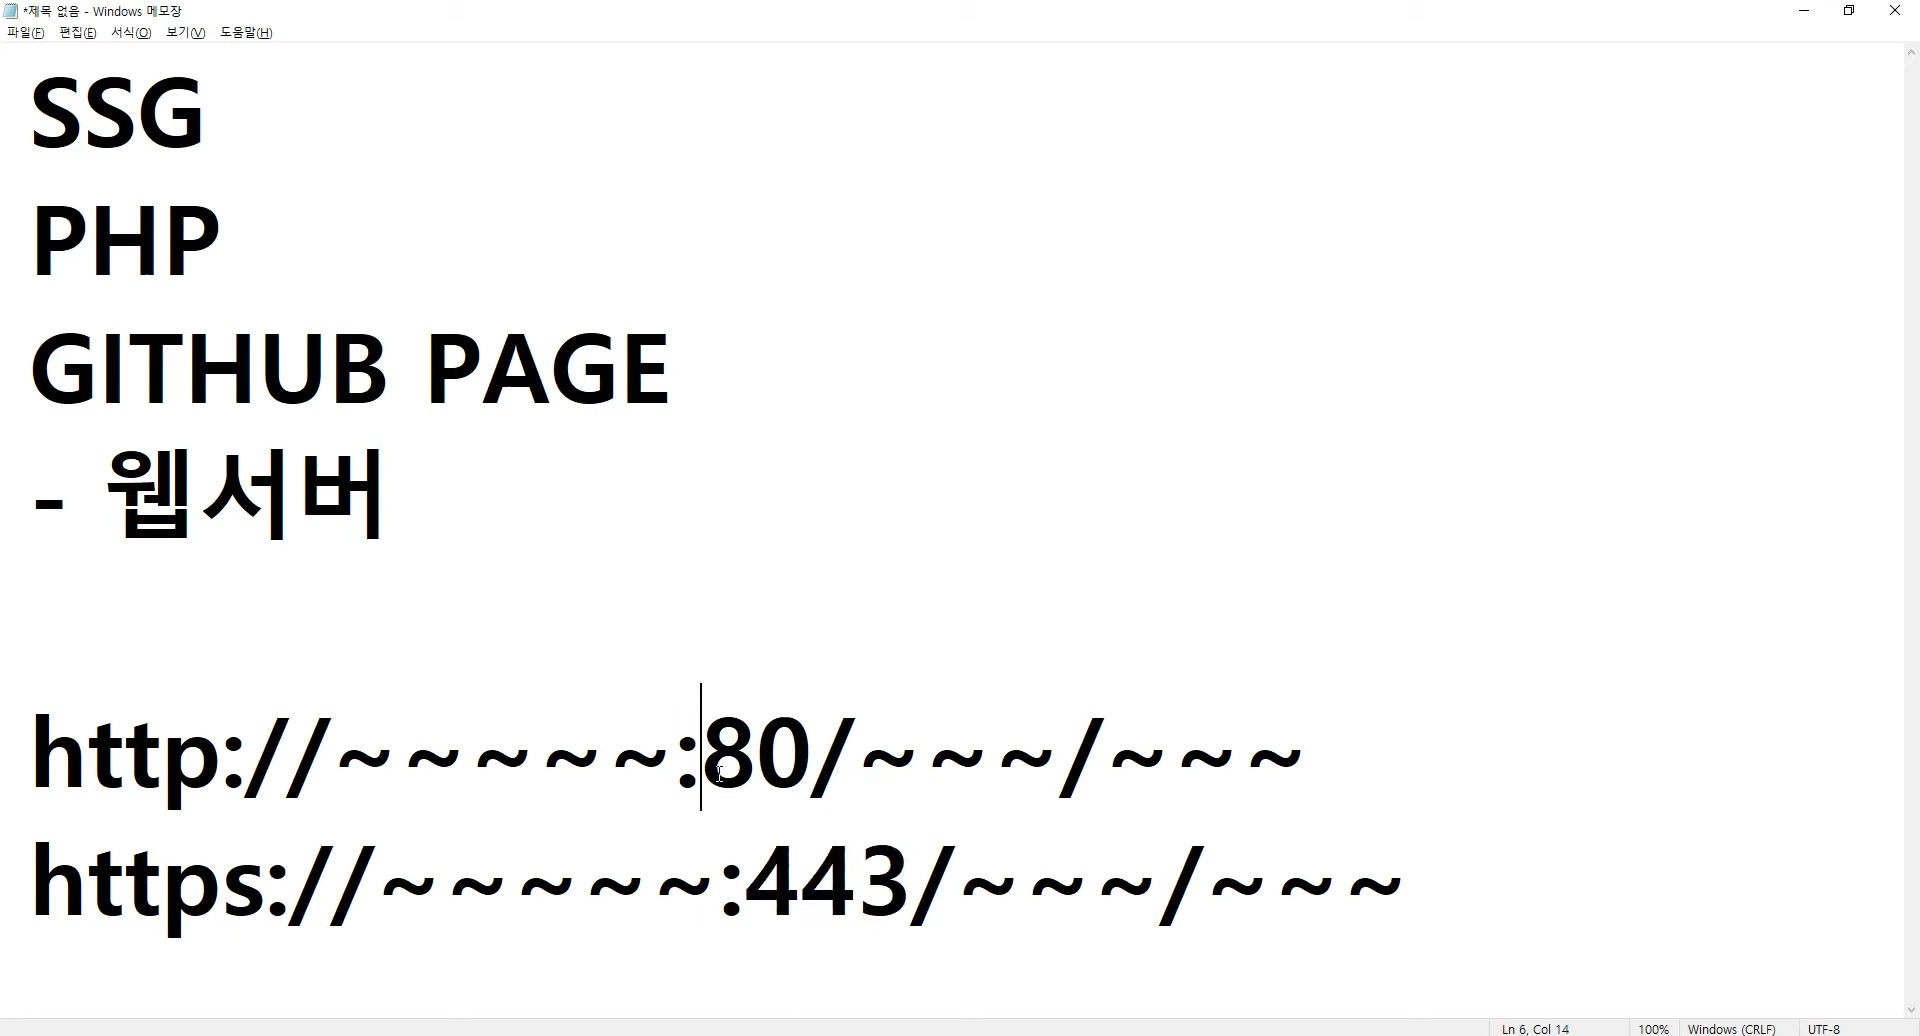 *제목 없음 - Windows 메모장
파일(F) 편집(E) 서식(O) 보기(V) 도움말(H)
SSG
PHP
GITHUB PAGE
- 웹서버
http://~~~~~:80/~~~/~~~
https://~~~~~:443/~~~/~~~
Ln 6, Col 14 100% Windows (CRLF) UTF-8